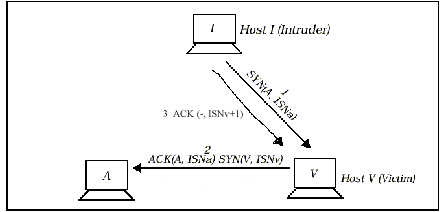 I
Host I (Intruder)
1
SYN(A, ISNa)
3 ACK (-, ISNv+1)
2
ACK(A, ISNa) SYN(V, ISNv)
A
V
Host V (Victim)